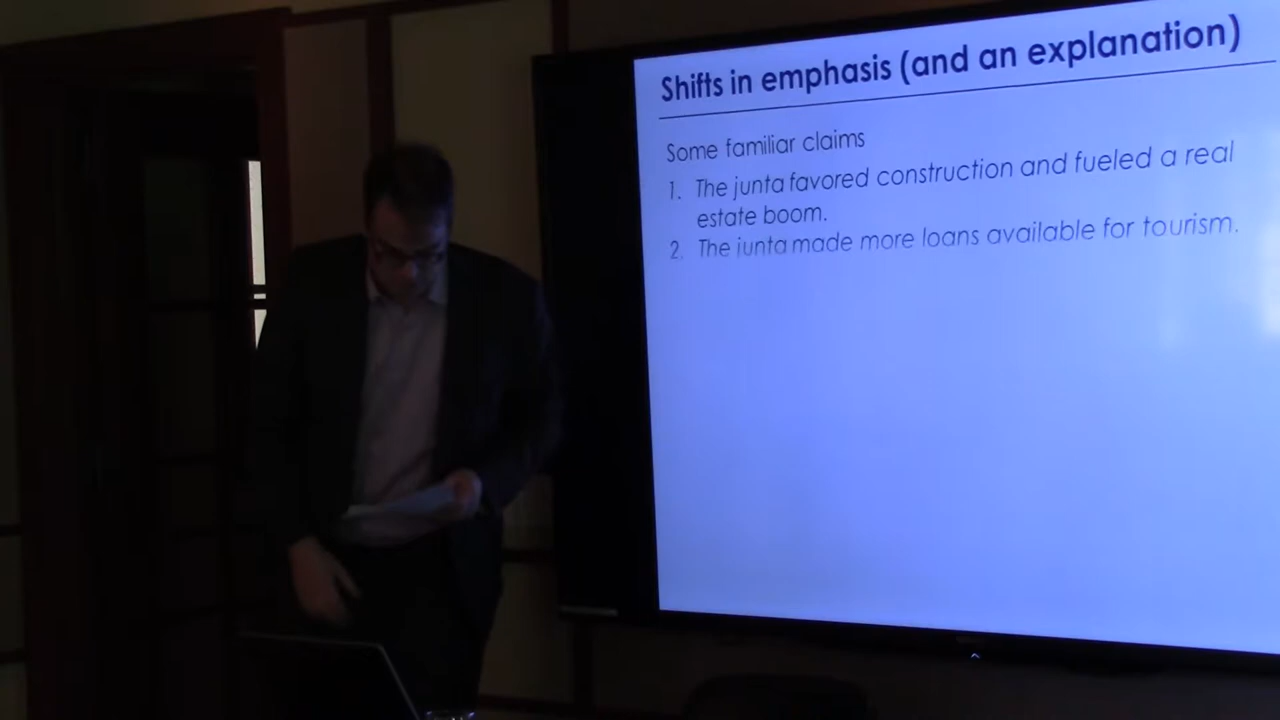 Shifts in emphasis (and an explanation)
Some familiar claims
1. The junta favored construction and fueled a real
estate boom.
2. The junta made more loans available for tourism.